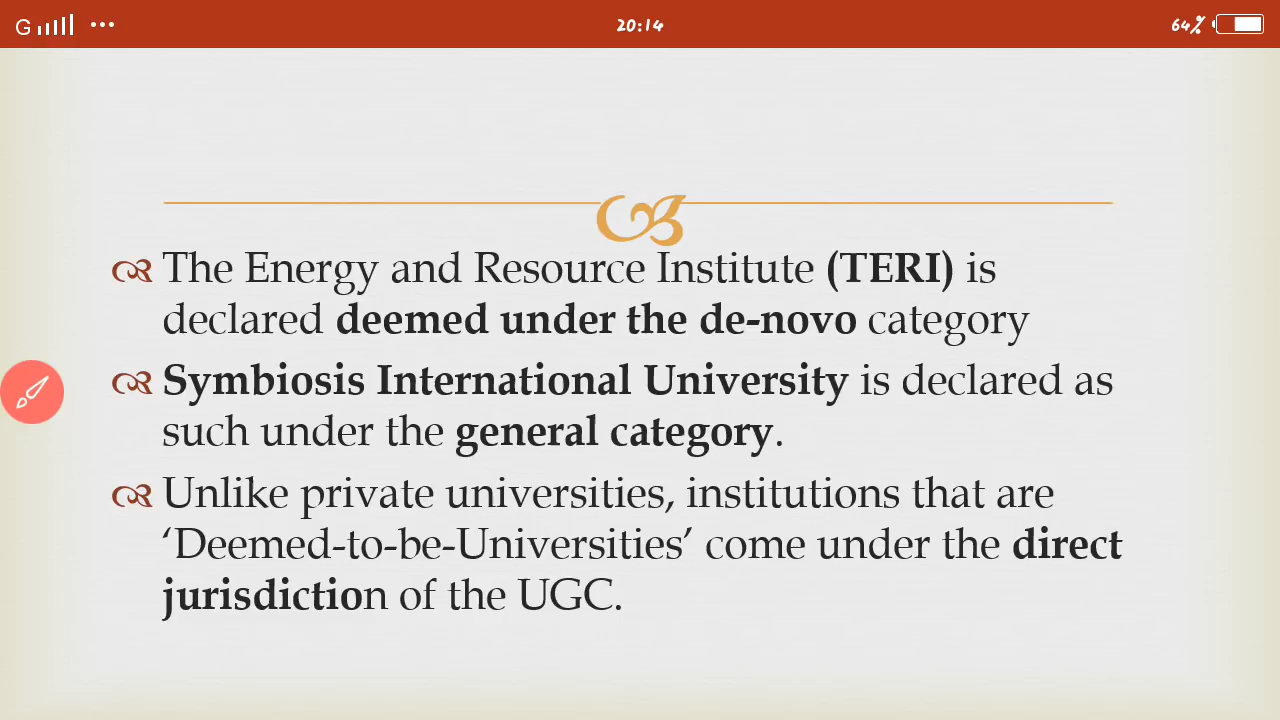 G 20:14 64%
The Energy and Resource Institute (TERI) is
declared deemed under the de-novo category
Symbiosis International University is declared as
such under the general category.
Unlike private universities, institutions that are
‘Deemed-to-be-Universities’ come under the direct
jurisdiction of the UGC.